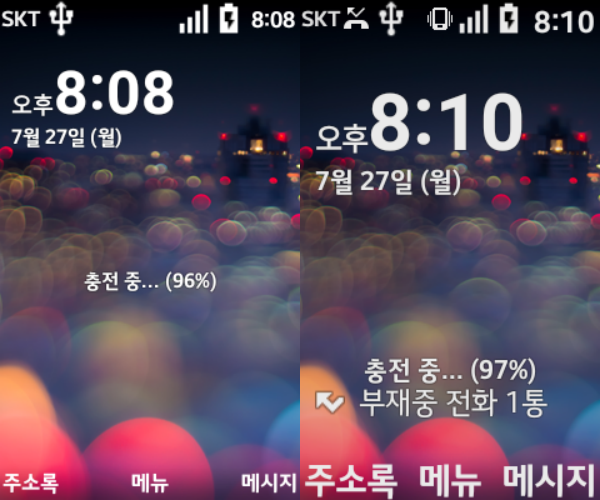 SKT 8:08
오후8:08
7월 27일 (월)
충전 중... (96%)
주소록 메뉴 메시지
SKT 8:10
오후8:10
7월 27일 (월)
충전 중... (97%)
부재중 전화 1통
주소록 메뉴 메시지